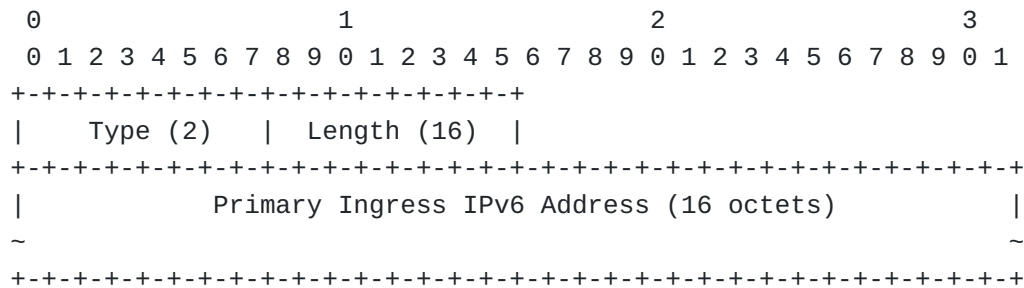 0                   1                   2                   3
 0 1 2 3 4 5 6 7 8 9 0 1 2 3 4 5 6 7 8 9 0 1 2 3 4 5 6 7 8 9 0 1
+-+-+-+-+-+-+-+-+-+-+-+-+-+-+-+-+
|    Type (2)   |  Length (16)  |
+-+-+-+-+-+-+-+-+-+-+-+-+-+-+-+-+-+-+-+-+-+-+-+-+-+-+-+-+-+-+-+-+
|            Primary Ingress IPv6 Address (16 octets)           |
~                                                               ~
+-+-+-+-+-+-+-+-+-+-+-+-+-+-+-+-+-+-+-+-+-+-+-+-+-+-+-+-+-+-+-+-+